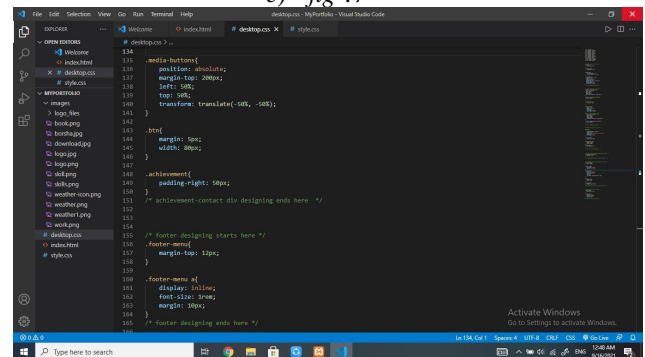 File Edit Selection View Go Run Terminal Help desktop.css - MyPortfolio - Visual Studio Code
EXPLORER
Welcome index.html # desktop.css # style.css
OPEN EDITORS
# desktop.css > ...
Welcome
index.html
# desktop.css
# style.css
MYPORTFOLIO
images
logo_files
book.png
borsha.jpg
download.jpg
logo.jpg
logo.png
skill.png
skills.png
weather-icon.png
weather.png
weather1.png
work.png
# desktop.css
index.html
# style.css
134
135 .media-buttons{
136 position: absolute;
137 margin-top: 200px;
138 left: 50%;
139 top: 50%;
140 transform: translate(-50%, -50%);
141 }
142
143 .btn{
144 margin: 5px;
145 width: 80px;
146 }
147
148 .achievement{
149 padding-right: 50px;
150 }
151 /* achievement-contact div designing ends here */
152
153
154
155 /* footer designing starts here */
156 .footer-menu{
157 margin-top: 12px;
158 }
159
160 .footer-menu a{
161 display: inline;
162 font-size: 1rem;
163 margin: 10px;
164 }
165 /* footer designing ends here */
Activate Windows
Go to Settings to activate Windows.
0 0 Ln 134, Col 1 Spaces: 4 UTF-8 CRLF CSS Go Live
Type here to search
ENG 12:48 AM
9/16/2021